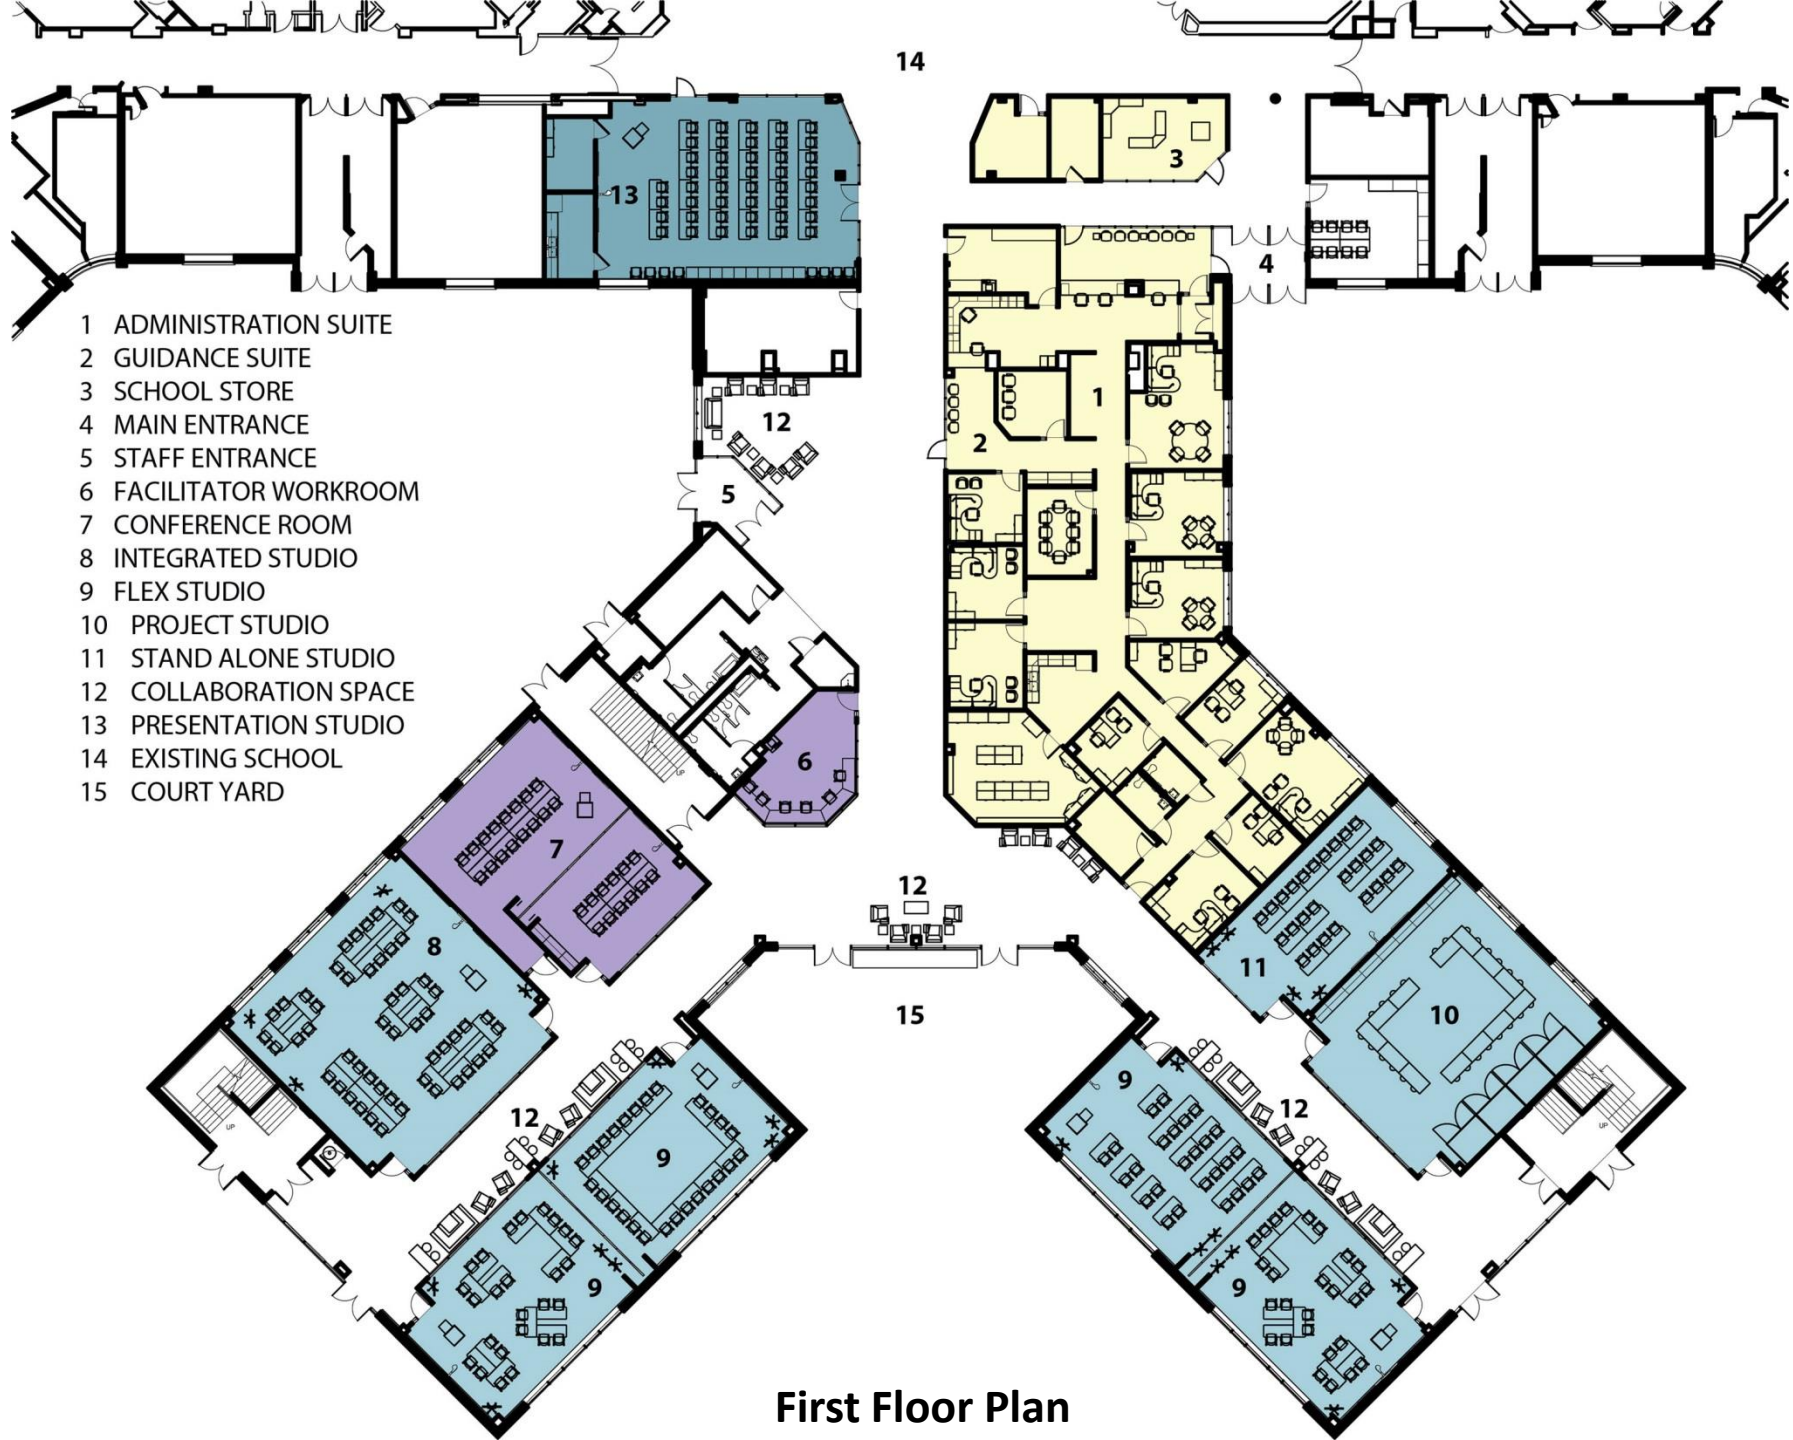 14
3
13
4
1 ADMINISTRATION SUITE
2 GUIDANCE SUITE
3 SCHOOL STORE
4 MAIN ENTRANCE
5 STAFF ENTRANCE
6 FACILITATOR WORKROOM
7 CONFERENCE ROOM
8 INTEGRATED STUDIO
9 FLEX STUDIO
10 PROJECT STUDIO
11 STAND ALONE STUDIO
12 COLLABORATION SPACE
13 PRESENTATION STUDIO
14 EXISTING SCHOOL
15 COURT YARD
1
12
2
5
6
UP
7
12
8
11
15
10
9
12
12
UP
UP
9
9
9
First Floor Plan